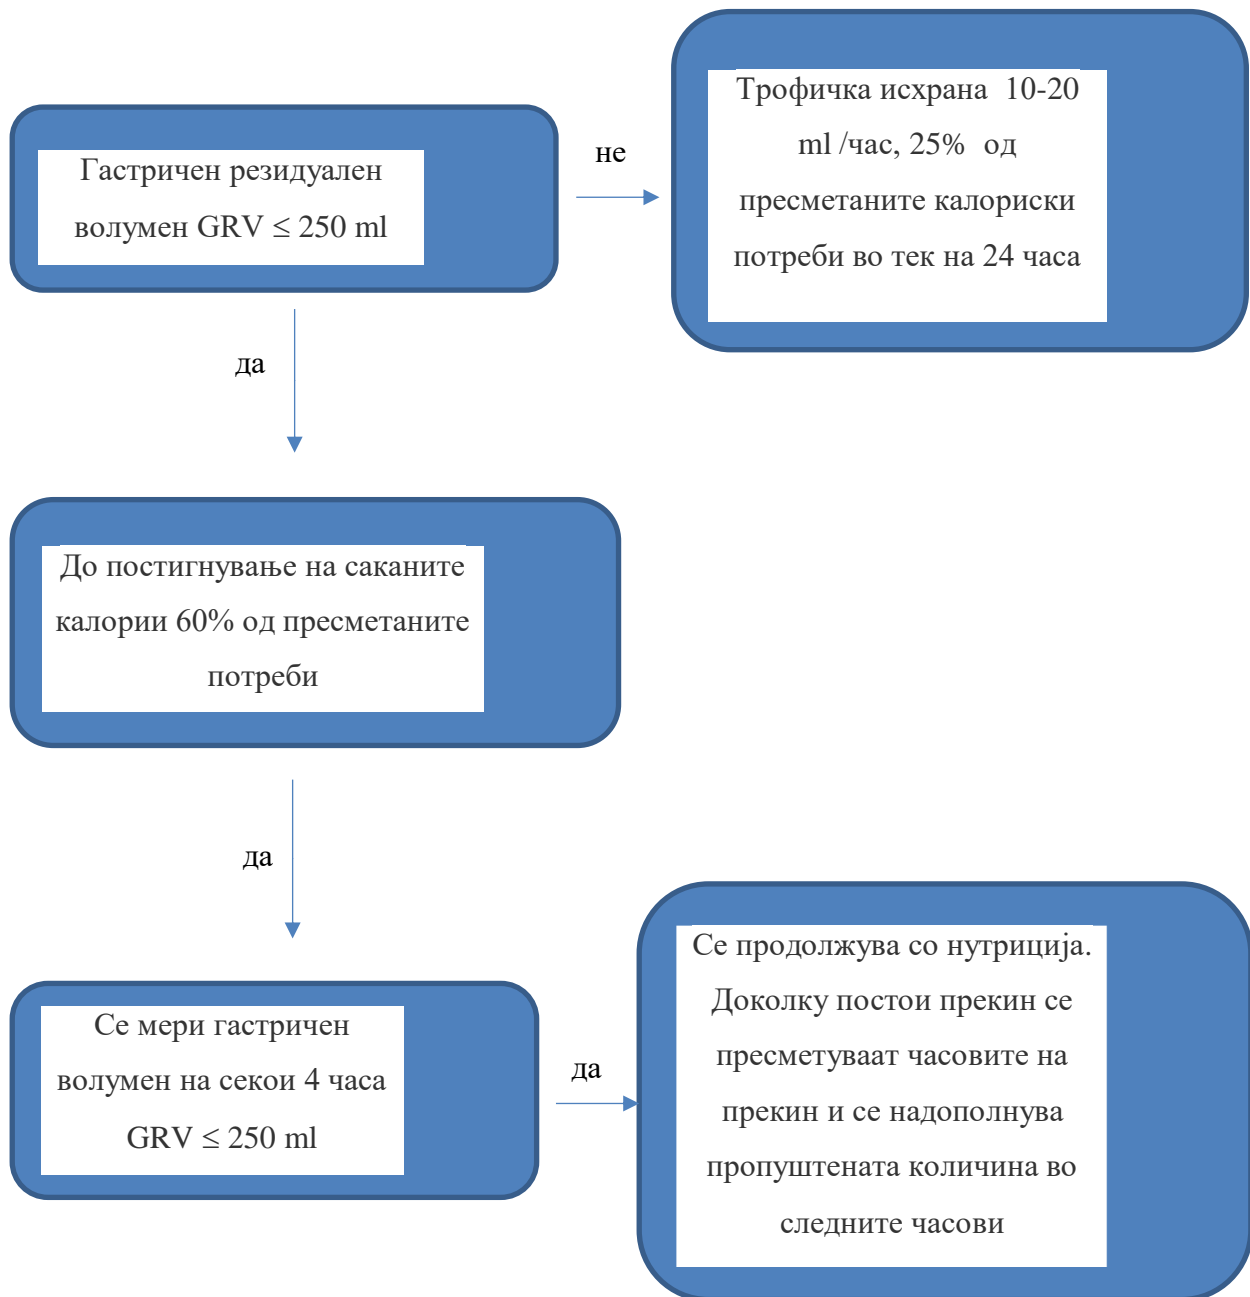 Гастричен резидуален
волумен GRV ≤ 250 ml
не
Трофичка исхрана 10-20
ml /час, 25% од
пресметаните калориски
потреби во тек на 24 часа
да
До постигнување на саканите
калории 60% од пресметаните
потреби
да
Се мери гастричен
волумен на секои 4 часа
GRV ≤ 250 ml
да
Се продолжува со нутриција.
Доколку постои прекин се
пресметуваат часовите на
прекин и се надополнува
пропуштената количина во
следните часови